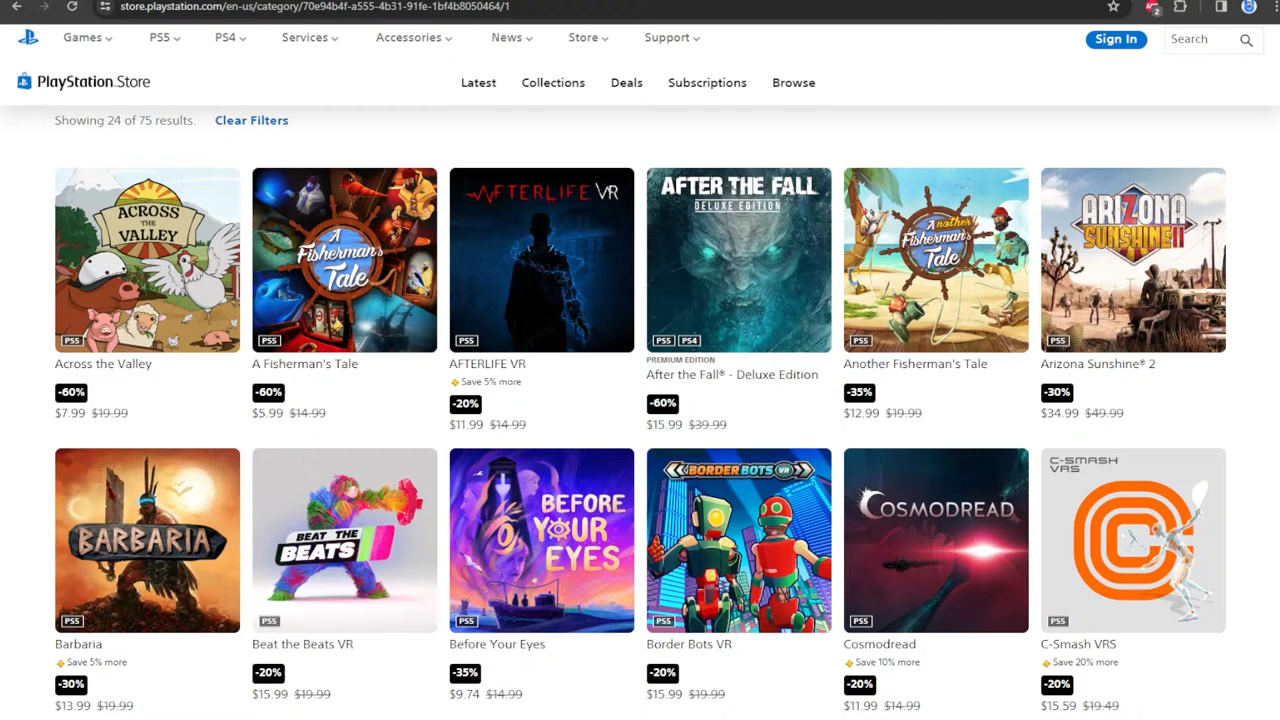 store.playstation.com/en-us/category/70e94b4f-a555-4b31-91fe-1bf4b8050464/1
2
Games PS5 PS4 Services Accessories News Store Support Sign In Search
PlayStation.Store Latest Collections Deals Subscriptions Browse
Showing 24 of 75 results. Clear Filters
ACROSS
THE
VALLEY
PS5
Across the Valley
-60%
$7.99 $19.99
A
Fisherman's
Tale
PS5
A Fisherman's Tale
-60%
$5.99 $14.99
AFTERLIFE VR
PS5
AFTERLIFE VR
Save 5% more
-20%
$11.99 $14.99
AFTER THE FALL
DELUXE EDITION
PS5 PS4
PREMIUM EDITION
After the Fall® - Deluxe Edition
-60%
$15.99 $39.99
Another
Fisherman's
Tale
PS5
Another Fisherman's Tale
-35%
$12.99 $19.99
ARIZONA
SUNSHINE II
PS5
Arizona Sunshine® 2
-30%
$34.99 $49.99
BARBARIA
PS5
Barbaria
Save 5% more
-30%
$13.99 $19.99
BEAT THE
BEATS
PS5
Beat the Beats VR
-20%
$15.99 $19.99
BEFORE
YOUR
EYES
PS5
Before Your Eyes
-35%
$9.74 $14.99
BORDER BOTS VR
PS5
Border Bots VR
-20%
$15.99 $19.99
COSMODREAD
PS5
Cosmodread
Save 10% more
-20%
$11.99 $14.99
C-SMASH
VRS
PS5
C-Smash VRS
Save 20% more
-20%
$15.59 $19.49